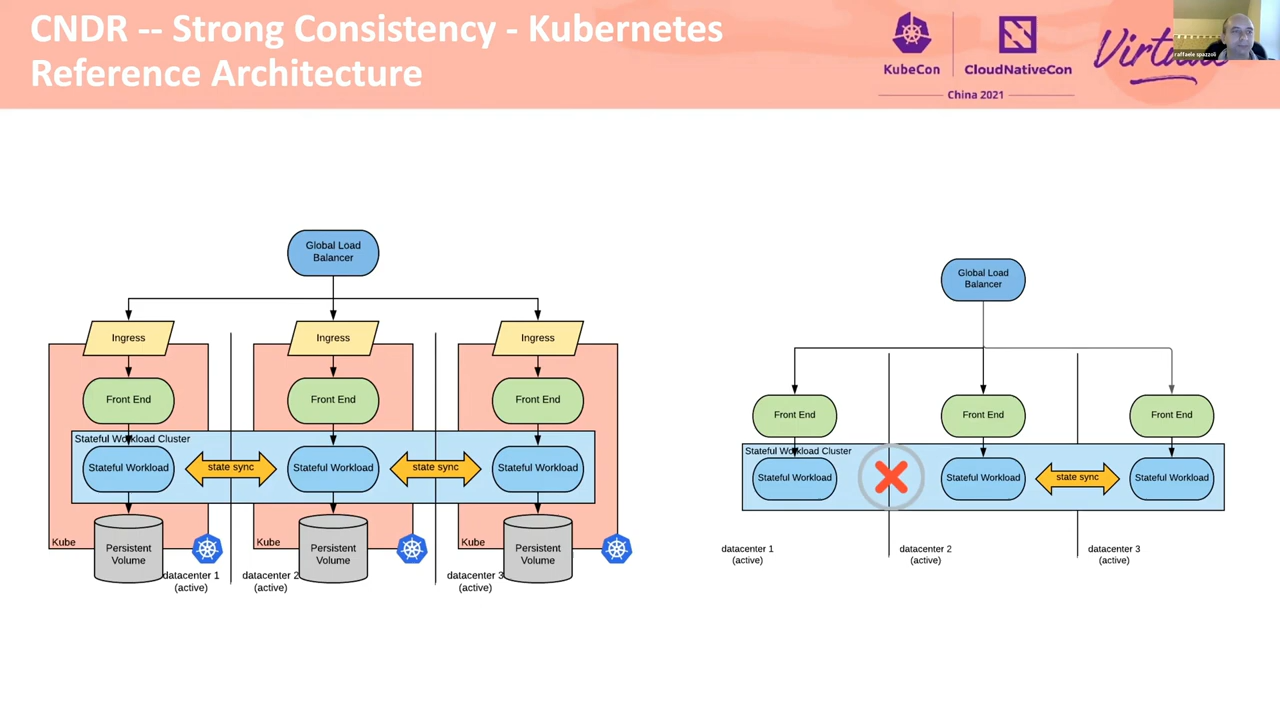 CNDR -- Strong Consistency - Kubernetes
Reference Architecture
KubeCon
CloudNativeCon
Virtual
China 2021
raffaele spazzoli
Global Load
Balancer
Ingress
Ingress
Ingress
Front End
Front End
Front End
Stateful Workload Cluster
Stateful Workload
state sync
Stateful Workload
state sync
Stateful Workload
Kube
Persistent
Volume
Kube
Persistent
Volume
Kube
Persistent
Volume
datacenter 1
(active)
datacenter 2
(active)
datacenter 3
(active)
Global Load
Balancer
Front End
Front End
Front End
Stateful Workload Cluster
Stateful Workload
Stateful Workload
state sync
Stateful Workload
datacenter 1
(active)
datacenter 2
(active)
datacenter 3
(active)